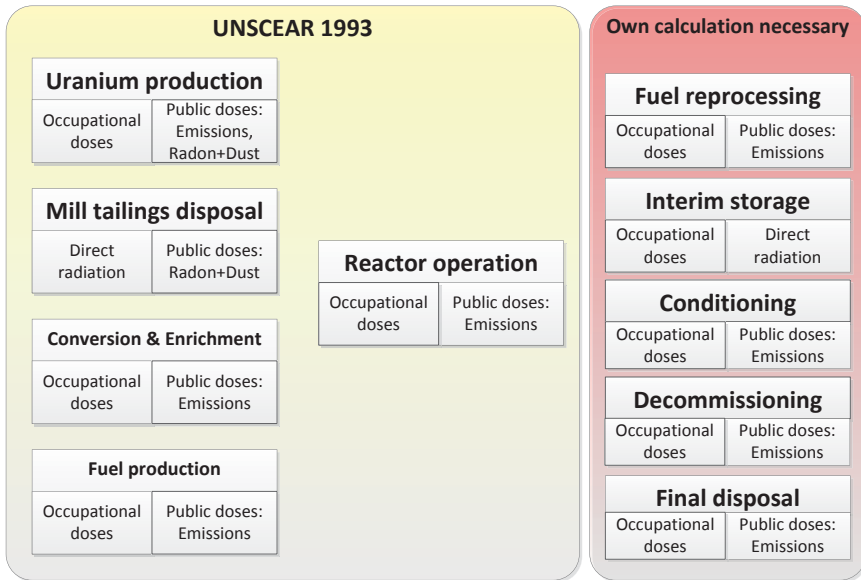 UNSCEAR 1993
Uranium production
Occupational
doses
Public doses:
Emissions,
Radon+Dust
Mill tailings disposal
Direct
radiation
Public doses:
Radon+Dust
Conversion & Enrichment
Occupational
doses
Public doses:
Emissions
Fuel production
Occupational
doses
Public doses:
Emissions
Reactor operation
Occupational
doses
Public doses:
Emissions
Own calculation necessary
Fuel reprocessing
Occupational
doses
Public doses:
Emissions
Interim storage
Occupational
doses
Direct
radiation
Conditioning
Occupational
doses
Public doses:
Emissions
Decommissioning
Occupational
doses
Public doses:
Emissions
Final disposal
Occupational
doses
Public doses:
Emissions